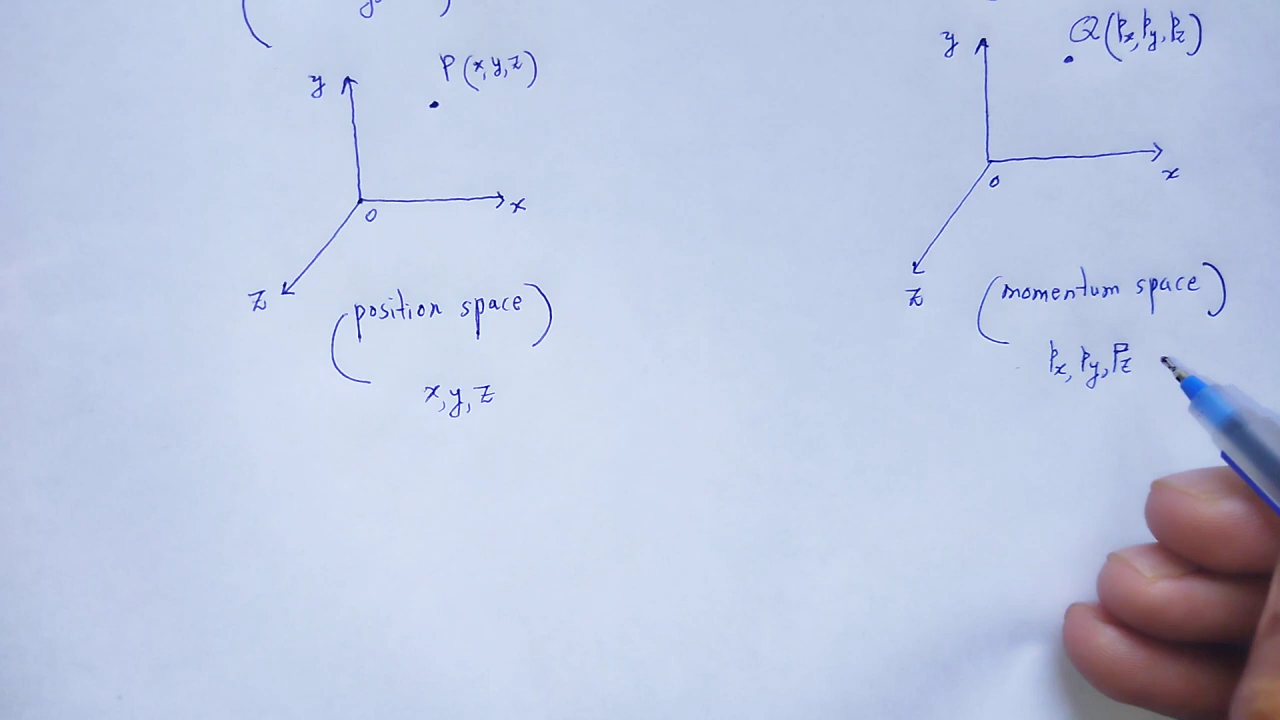 y
P (x, y, z)
x
0
z
(position space)
x, y, z
y
Q (px, py, pz)
x
0
z
(momentum space)
px, py, pz